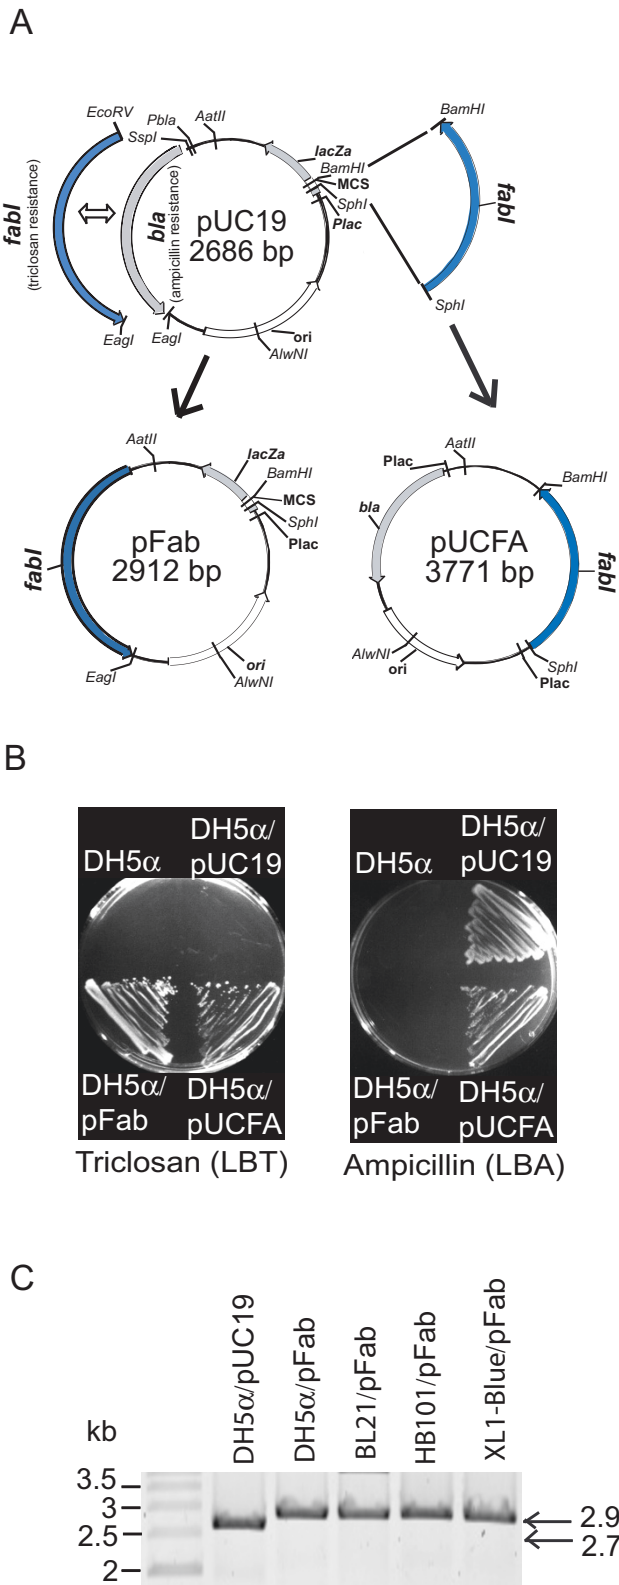 A
EcoRV
SspI
Pbla
AatII
lacZa
BamHI
MCS
SphI
Plac
fabI
(triclosan resistance)
bla
(ampicillin resistance)
pUC19
2686 bp
EagI
EagI
ori
AlwNI
BamHI
fabI
SphI
AatII
lacZa
BamHI
MCS
SphI
Plac
fabI
pFab
2912 bp
EagI
ori
AlwNI
Plac
AatII
BamHI
bla
pUCFA
3771 bp
fabI
AlwNI
ori
SphI
Plac
B
DH5α
DH5α/
pUC19
DH5α/
pFab
DH5α/
pUCFA
Triclosan (LBT)
DH5α
DH5α/
pUC19
DH5α/
pFab
DH5α/
pUCFA
Ampicillin (LBA)
C
kb
DH5α/pUC19
DH5α/pFab
BL21/pFab
HB101/pFab
XL1-Blue/pFab
3.5
3
2.5
2
2.9
2.7